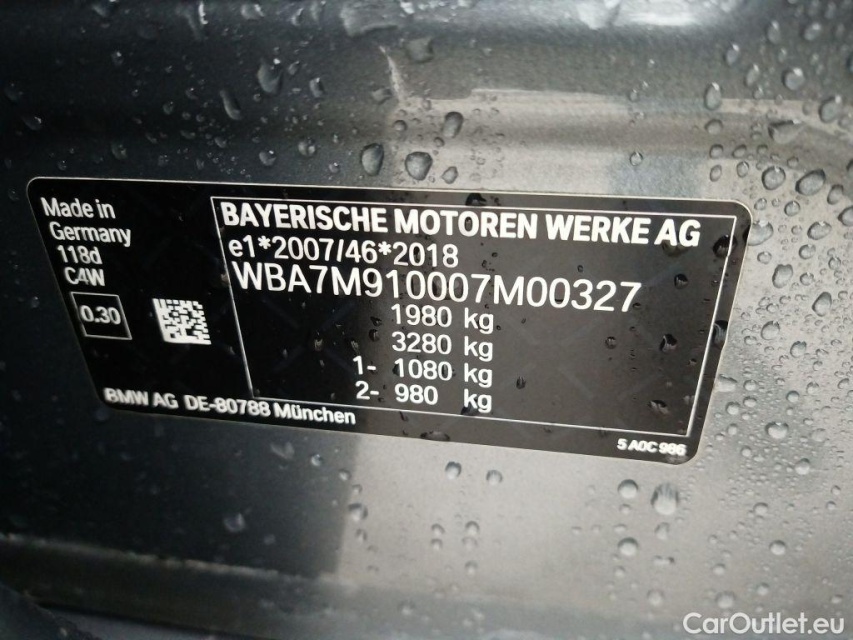 Made in
Germany
118d
C4W
0.30
BAYERISCHE MOTOREN WERKE AG
e1*2007/46*2018
WBA7M910007M00327
1980 kg
3280 kg
1- 1080 kg
2- 980 kg
BMW AG DE-80788 München
5 A0C 986
CarOutlet.eu